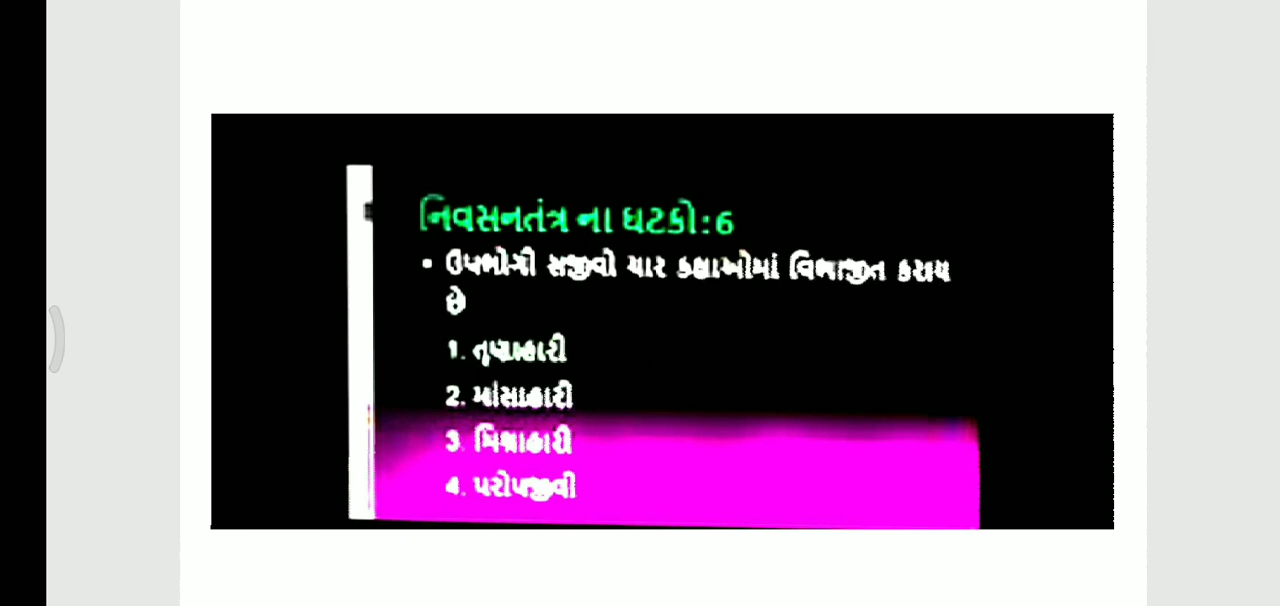 નિવસનતંત્ર ના ઘટકો:6
• ઉપભોગી સજીવો ચાર કક્ષાઓમાં વિભાજીત કરાય
છે
1. તૃણાહારી
2. માંસાહારી
3. મિશ્રાહારી
4. પરોપજીવી